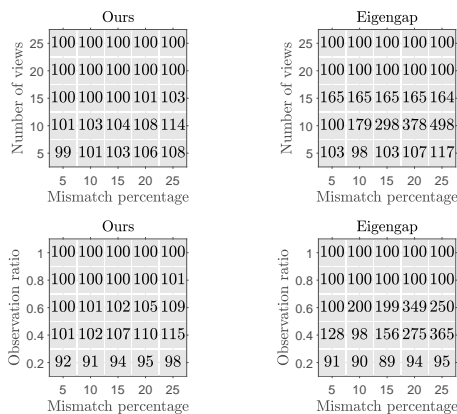 Ours
Number of views
25 100 100 100 100 100
20 100 100 100 100 100
15 100 100 100 101 103
10 101 103 104 108 114
5 99 101 103 106 108
5 10 15 20 25
Mismatch percentage
Eigengap
Number of views
25 100 100 100 100 100
20 100 100 100 100 100
15 165 165 165 165 164
10 100 179 298 378 498
5 103 98 103 107 117
5 10 15 20 25
Mismatch percentage
Ours
Observation ratio
1 100 100 100 100 100
0.8 100 100 100 100 101
0.6 100 101 102 105 109
0.4 101 102 107 110 115
0.2 92 91 94 95 98
5 10 15 20 25
Mismatch percentage
Eigengap
Observation ratio
1 100 100 100 100 100
0.8 100 100 100 100 100
0.6 100 200 199 349 250
0.4 128 98 156 275 365
0.2 91 90 89 94 95
5 10 15 20 25
Mismatch percentage